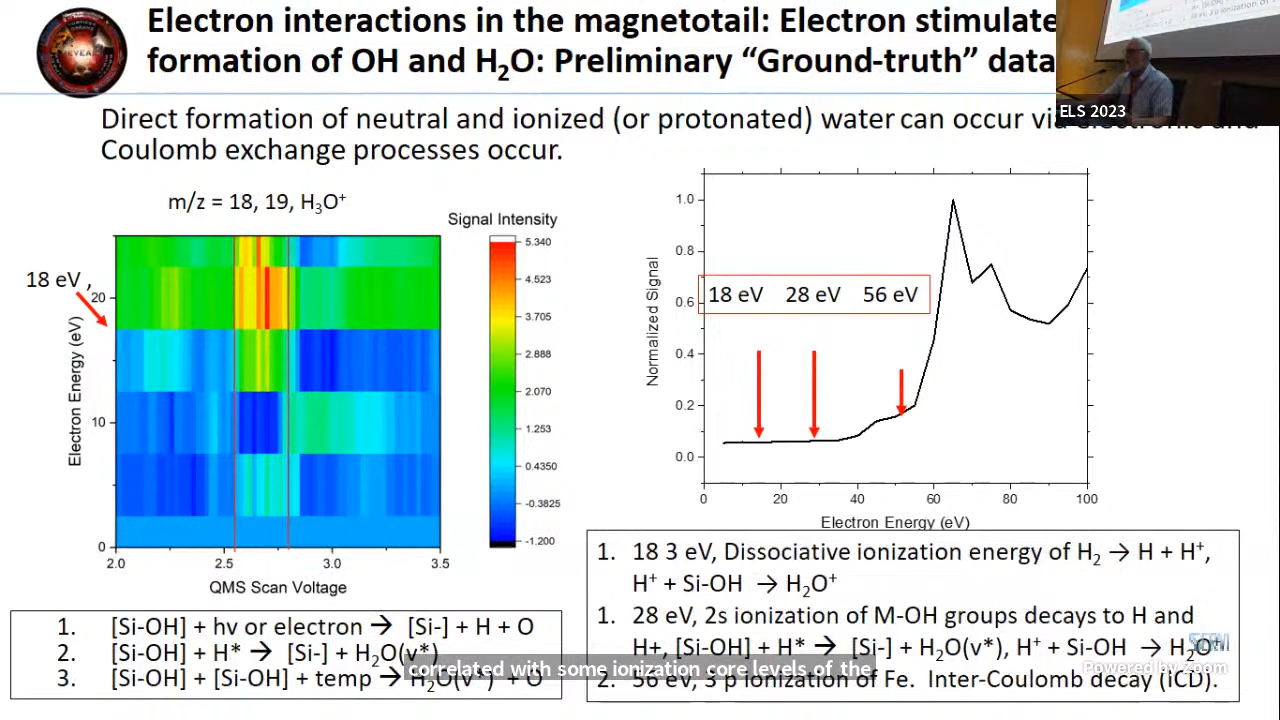 Electron interactions in the magnetotail: Electron stimulate
formation of OH and H₂O: Preliminary “Ground-truth” data
ELS 2023
Direct formation of neutral and ionized (or protonated) water can occur via electronic and
Coulomb exchange processes occur.
m/z = 18, 19, H₃O⁺
Signal Intensity
5.340
4.523
3.705
2.888
2.070
1.253
0.4350
-0.3825
-1.200
18 eV ,
Electron Energy (eV)
20
10
0
2.0 2.5 3.0 3.5
QMS Scan Voltage
Normalized Signal
1.0
0.8
0.6
0.4
0.2
0.0
18 eV 28 eV 56 eV
0 20 40 60 80 100
Electron Energy (eV)
1. [Si-OH] + hv or electron → [Si-] + H + O
2. [Si-OH] + H* → [Si-] + H₂O(v*)
3. [Si-OH] + [Si-OH] + temp → H₂O(v*) + O
1. 18 3 eV, Dissociative ionization energy of H₂ → H + H⁺,
H⁺ + Si-OH → H₂O⁺
1. 28 eV, 2s ionization of M-OH groups decays to H and
H+, [Si-OH] + H* → [Si-] + H₂O(v*), H⁺ + Si-OH → H₂O⁺
2. 56 ev, 3 p ionization of Fe. Inter-Coulomb decay (ICD).
correlated with some ionization core levels of the
Powered by Zoom